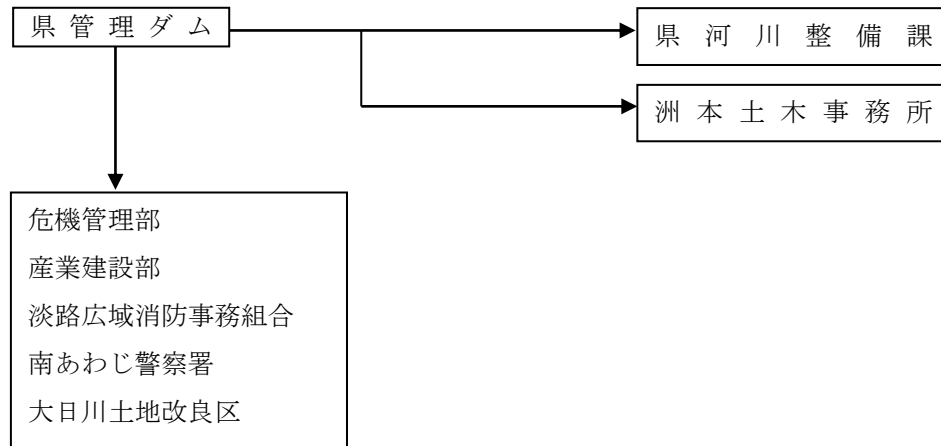 県管理ダム
県河川整備課
洲本土木事務所
危機管理部
産業建設部
淡路広域消防事務組合
南あわじ警察署
大日川土地改良区